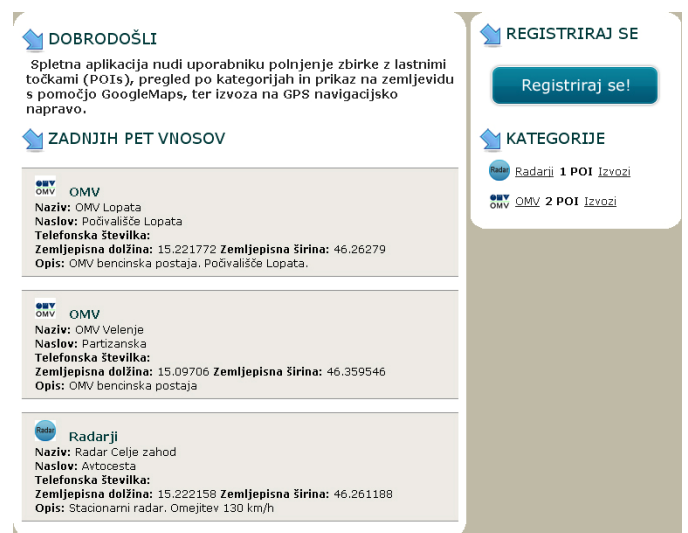 DOBRODOŠLI
Spletna aplikacija nudi uporabniku polnjenje zbirke z lastnimi
točkami (POIs), pregled po kategorijah in prikaz na zemljevidu
s pomočjo GoogleMaps, ter izvoza na GPS navigacijsko
napravo.
ZADNJIH PET VNOSOV
OMV OMV
Naziv: OMV Lopata
Naslov: Počivališče Lopata
Telefonska številka:
Zemljepisna dolžina: 15.221772 Zemljepisna širina: 46.26279
Opis: OMV bencinska postaja. Počivališče Lopata.
OMV OMV
Naziv: OMV Velenje
Naslov: Partizanska
Telefonska številka:
Zemljepisna dolžina: 15.09706 Zemljepisna širina: 46.359546
Opis: OMV bencinska postaja
Radar Radarji
Naziv: Radar Celje zahod
Naslov: Avtocesta
Telefonska številka:
Zemljepisna dolžina: 15.222158 Zemljepisna širina: 46.261188
Opis: Stacionarni radar. Omejitev 130 km/h
REGISTRIRAJ SE
Registriraj se!
KATEGORIJE
Radar Radarji 1 POI Izvozi
OMV OMV 2 POI Izvozi